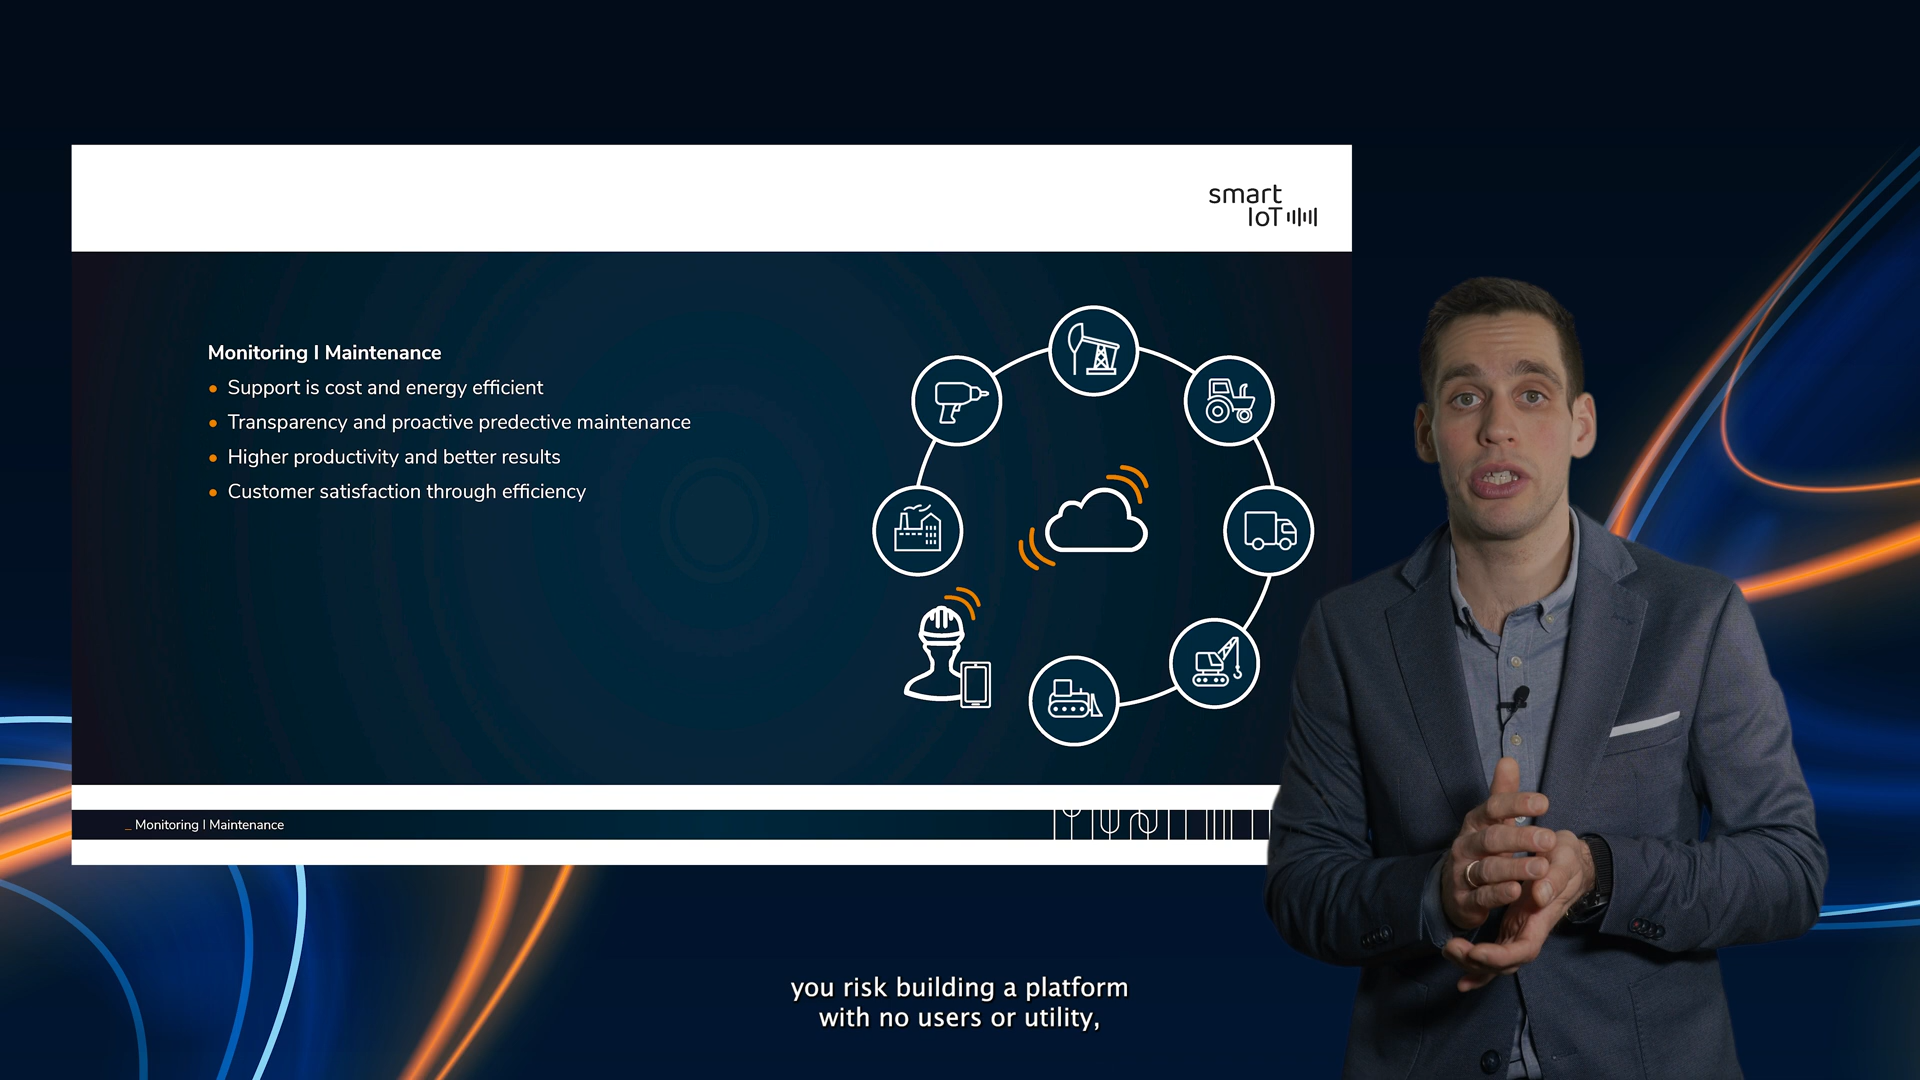 smart
IoT
Monitoring | Maintenance
Support is cost and energy efficient
Transparency and proactive predective maintenance
Higher productivity and better results
Customer satisfaction through efficiency
_ Monitoring | Maintenance
you risk building a platform
with no users or utility,